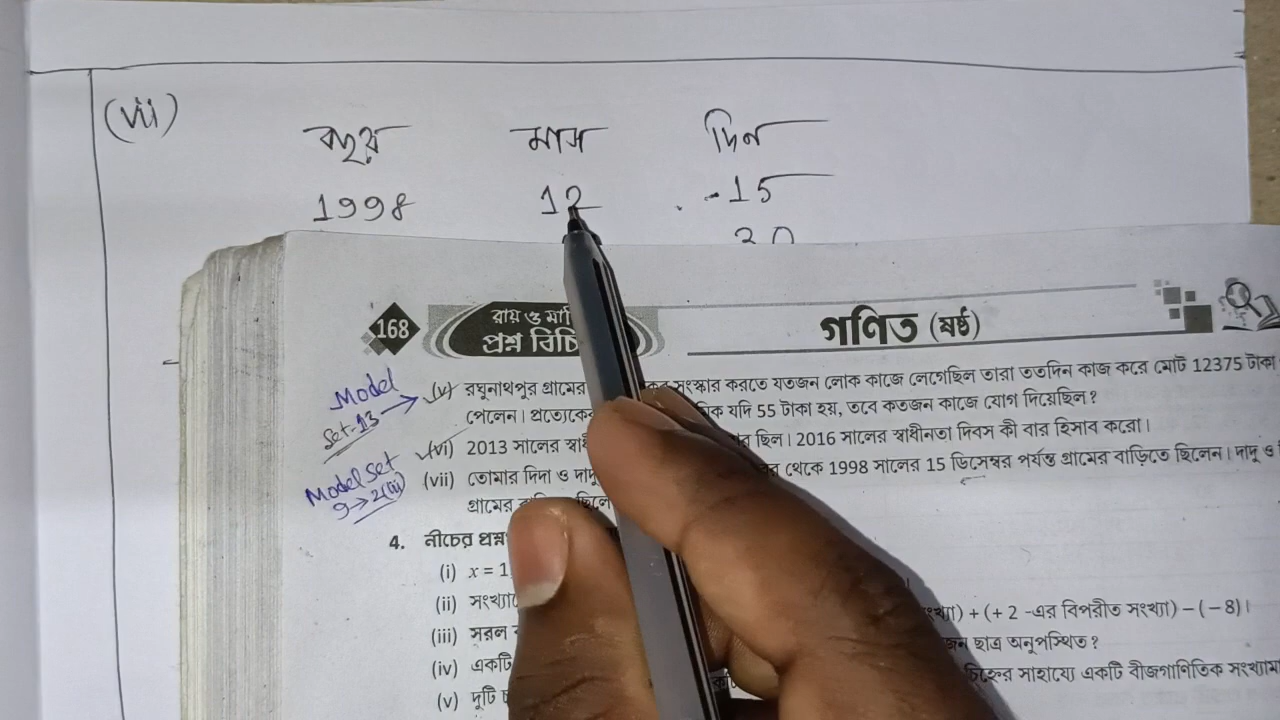 (vii)
বছর মাস দিন
1998 12 15
30
168 রায় ও গণিত (ষষ্ঠ)
প্রশ্ন
Model Set-13 → (v) রঘুনাথপুর গ্রামের সংস্কার করতে যতজন লোক কাজে লেগেছিল তারা ততদিন কাজ করে মোট 12375 টাকা
পেলেন। প্রত্যেকের যদি 55 টাকা হয়, তবে কতজন কাজে যোগ দিয়েছিল?
(vi) 2013 সালের ছিল। 2016 সালের স্বাধীনতা দিবস কী বার হিসাব করো।
Model Set 9→2(iii) (vii) তোমার দিদা ও থেকে 1998 সালের 15 ডিসেম্বর পর্যন্ত গ্রামের বাড়িতে ছিলেন। দাদু ও
গ্রামের
4. নীচের
(i) x = 1
(ii) + (+ 2 -এর বিপরীত সংখ্যা) – (– 8)।
(iii) সরল ছাত্র অনুপস্থিত?
(iv) একটি সাহায্যে একটি বীজগাণিতিক
(v) দুটি